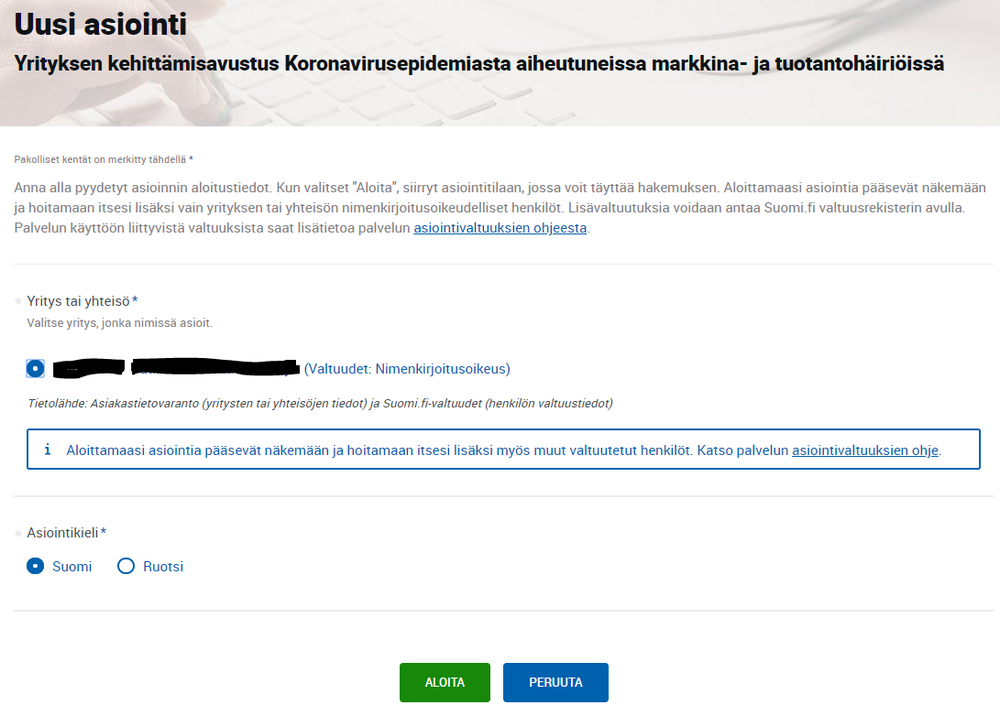 Uusi asiointi
Yrityksen kehittämisavustus Koronavirusepidemiasta aiheutuneissa markkina- ja tuotantohäiriöissä
Pakolliset kentät on merkitty tähdellä *
Anna alla pyydetyt asioinnin aloitustiedot. Kun valitset "Aloita", siirryt asiointitilaan, jossa voit täyttää hakemuksen. Aloittamaasi asiointia pääsevät näkemään
ja hoitamaan itsesi lisäksi vain yrityksen tai yhteisön nimenkirjoitusoikeudelliset henkilöt. Lisävaltuutuksia voidaan antaa Suomi.fi valtuusrekisterin avulla.
Palvelun käyttöön liittyvistä valtuuksista saat lisätietoa palvelun asiointivaltuuksien ohjeesta.
Yritys tai yhteisö *
Valitse yritys, jonka nimissä asioit.
(Valtuudet: Nimenkirjoitusoikeus)
Tietolähde: Asiakastietovaranto (yritysten tai yhteisöjen tiedot) ja Suomi.fi-valtuudet (henkilön valtuustiedot)
i Aloittamaasi asiointia pääsevät näkemään ja hoitamaan itsesi lisäksi myös muut valtuutetut henkilöt. Katso palvelun asiointivaltuuksien ohje.
Asiointikieli *
Suomi Ruotsi
ALOITA PERUUTA